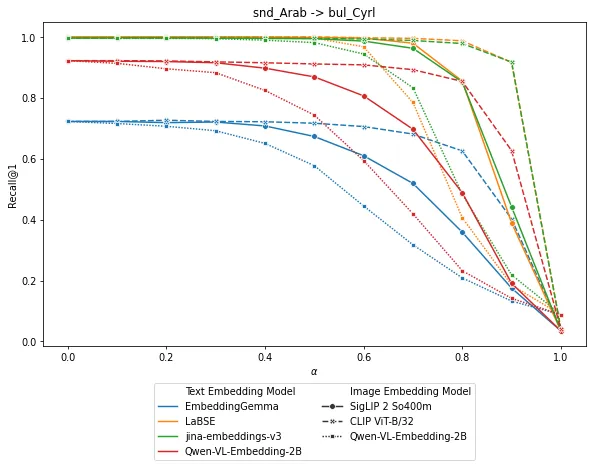 snd_Arab -> bul_Cyrl
Recall@1
1.0
0.8
0.6
0.4
0.2
0.0
0.0 0.2 0.4 0.6 0.8 1.0
α
Text Embedding Model Image Embedding Model
EmbeddingGemma SigLIP 2 So400m
LaBSE CLIP ViT-B/32
jina-embeddings-v3 Qwen-VL-Embedding-2B
Qwen-VL-Embedding-2B